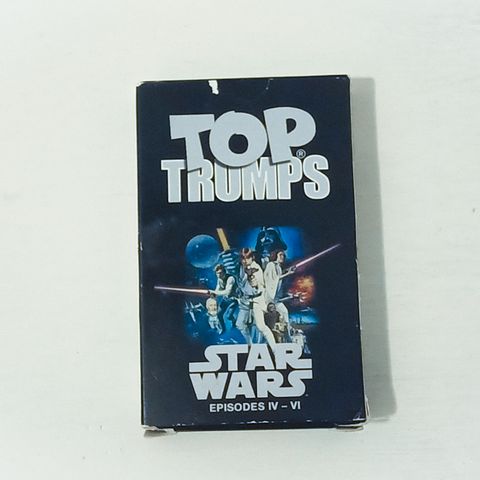 TOP®
TRUMPS
STAR
WARS
EPISODES IV – VI